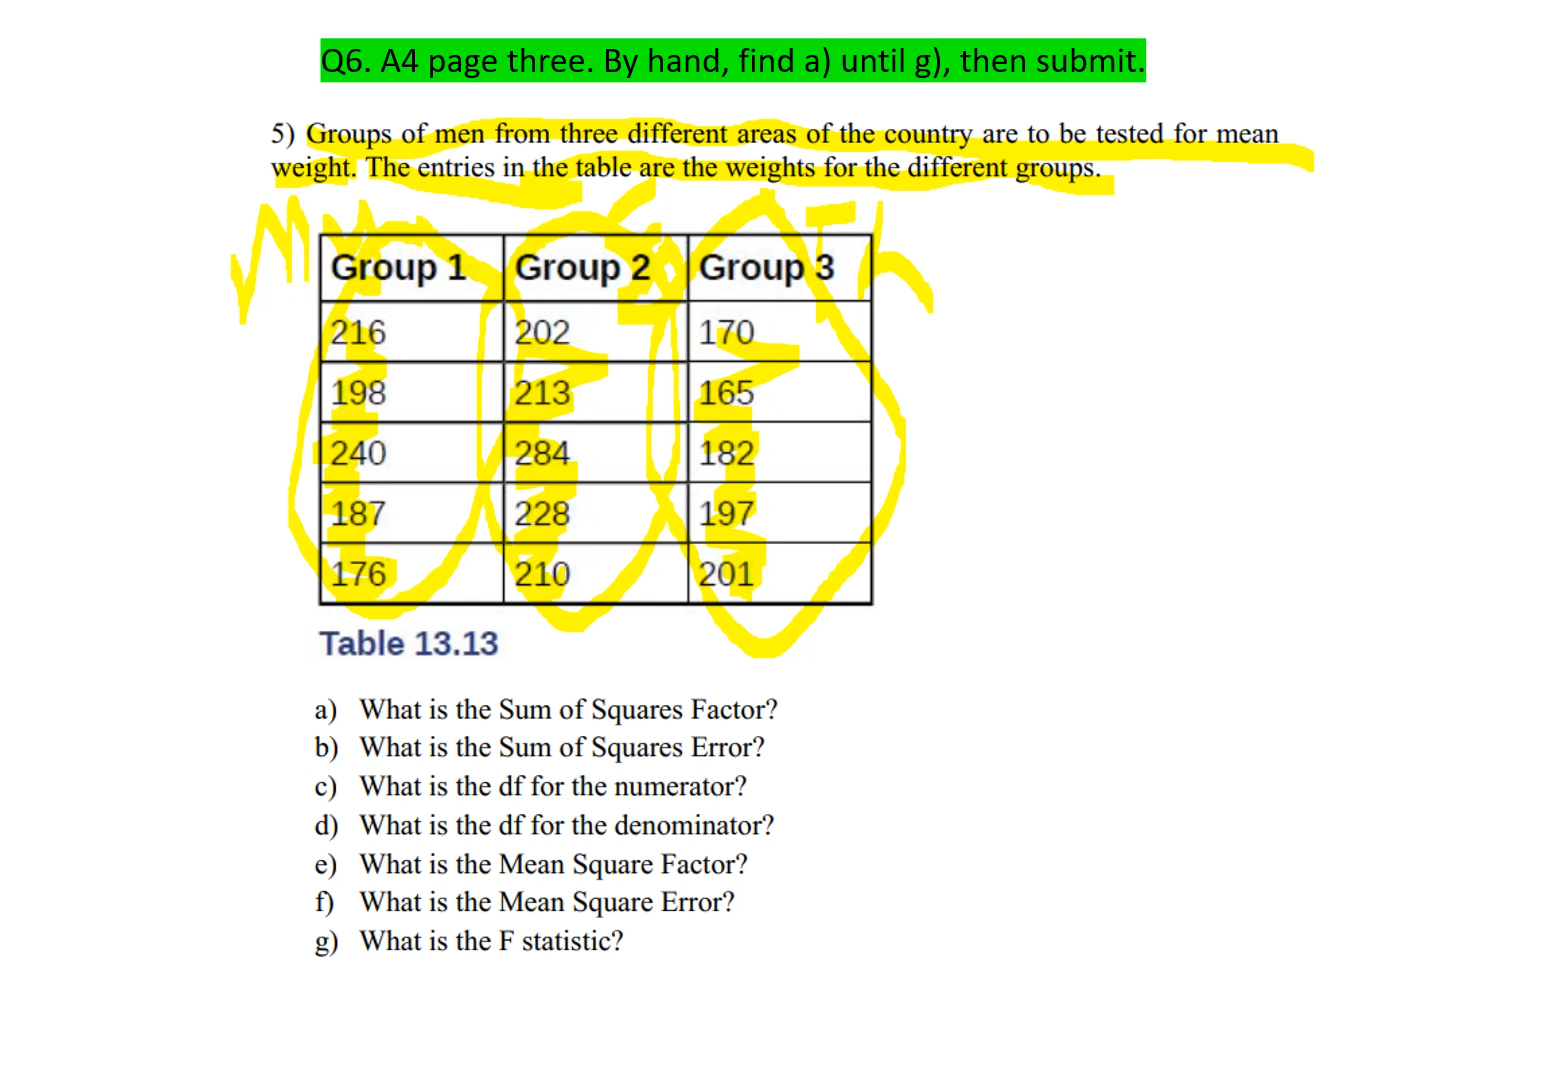 Q6. A4 page three. By hand, find a) until g), then submit.
5) Groups of men from three different areas of the country are to be tested for mean
weight. The entries in the table are the weights for the different groups.
Group 1 Group 2 Group 3
216 202 170
198 213 165
240 284 182
187 228 197
176 210 201
Table 13.13
a) What is the Sum of Squares Factor?
b) What is the Sum of Squares Error?
c) What is the df for the numerator?
d) What is the df for the denominator?
e) What is the Mean Square Factor?
f) What is the Mean Square Error?
g) What is the F statistic?